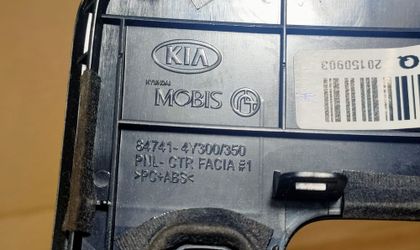 KIA
HYUNDAI
MOBIS
84741-4Y300/350
PNL-CTR FACIA #1
>PC+ABS<
20150903
Q